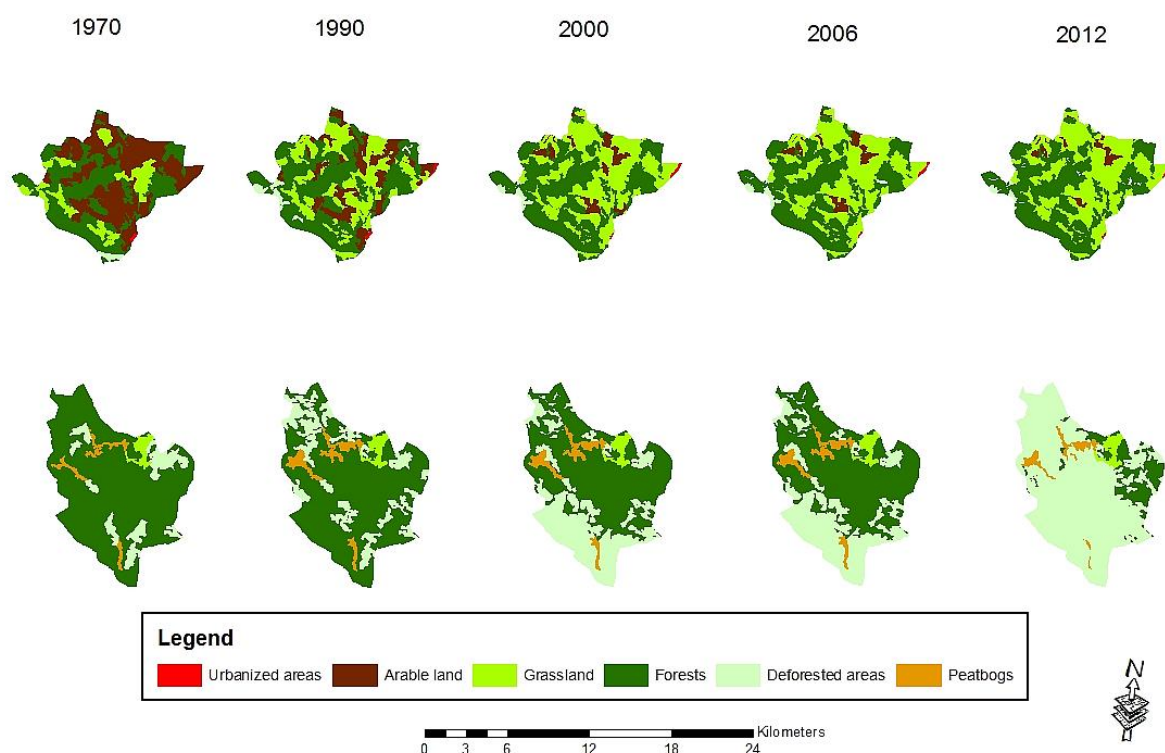 1970 1990 2000 2006 2012
Legend
Urbanized areas Arable land Grassland Forests Deforested areas Peatbogs
N
Kilometers
0 3 6 12 18 24